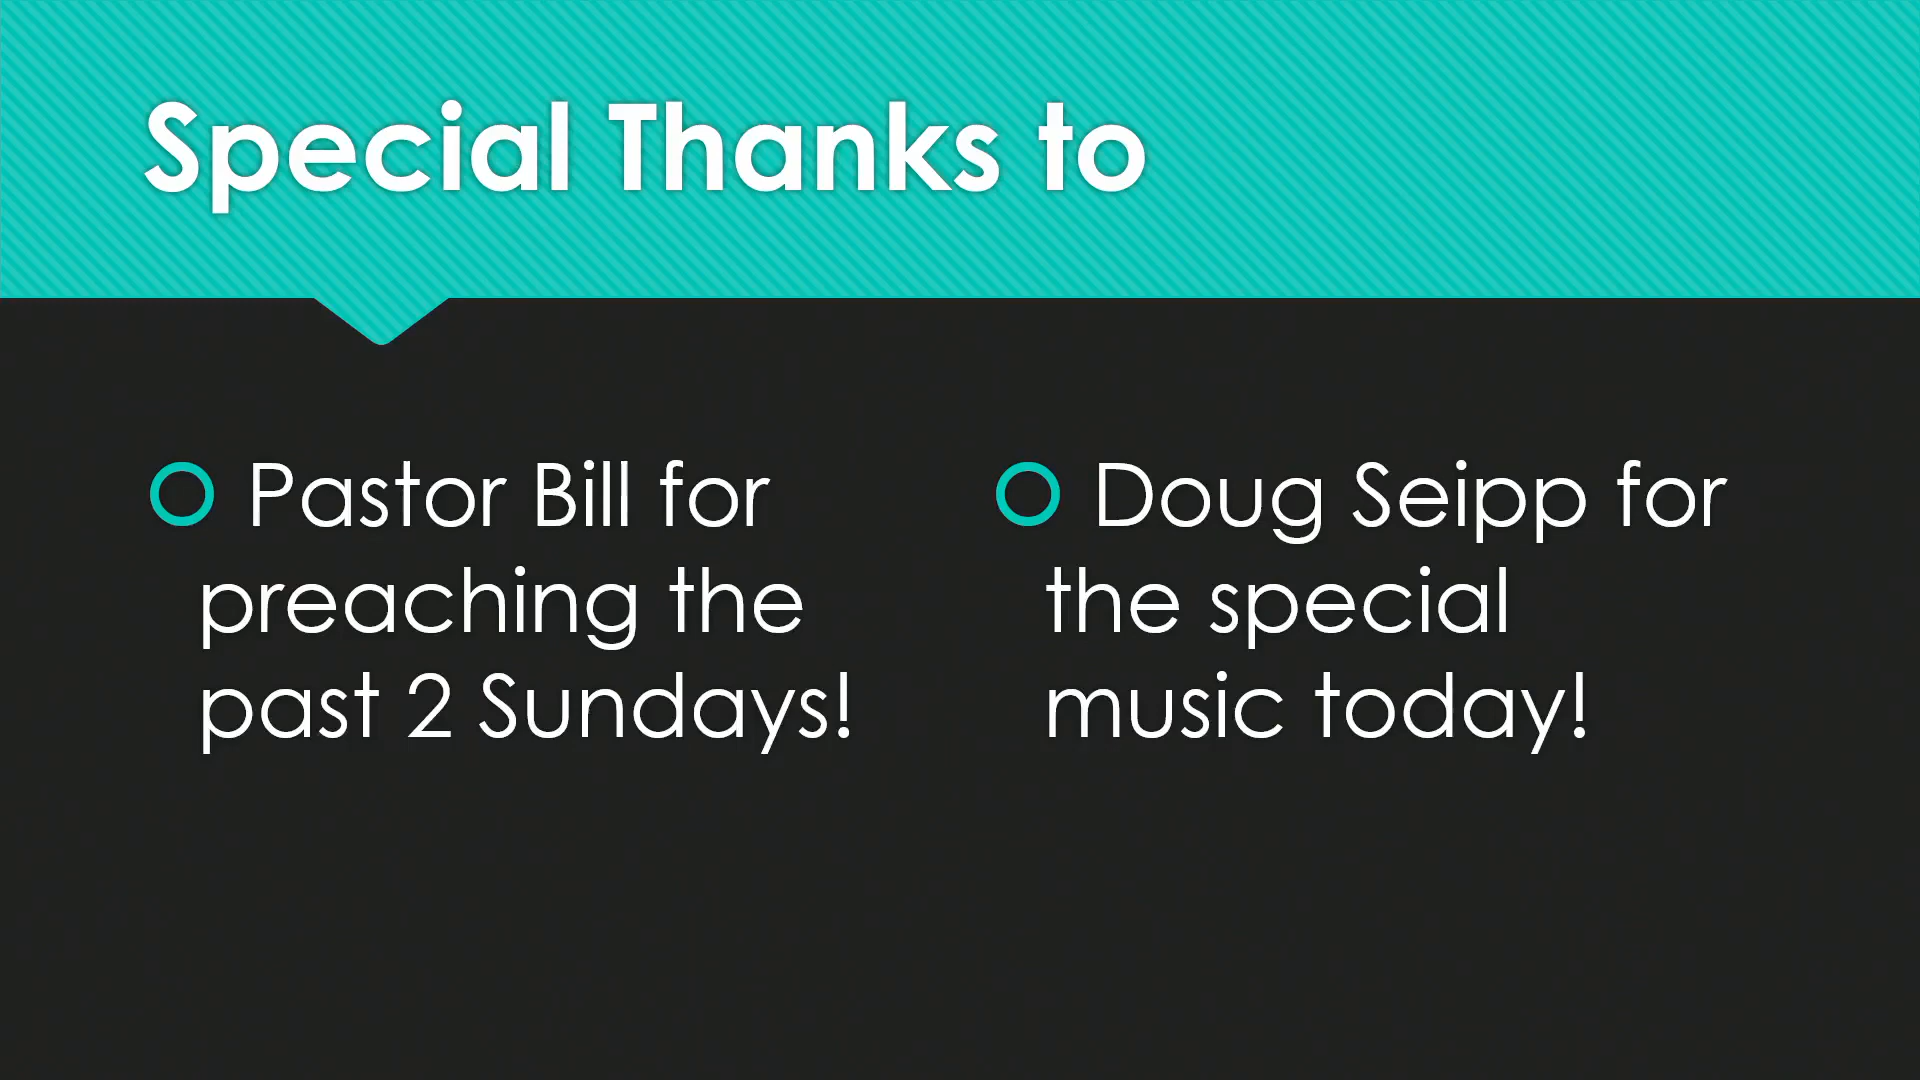 Special Thanks to
Pastor Bill for
preaching the
past 2 Sundays!
Doug Seipp for
the special
music today!